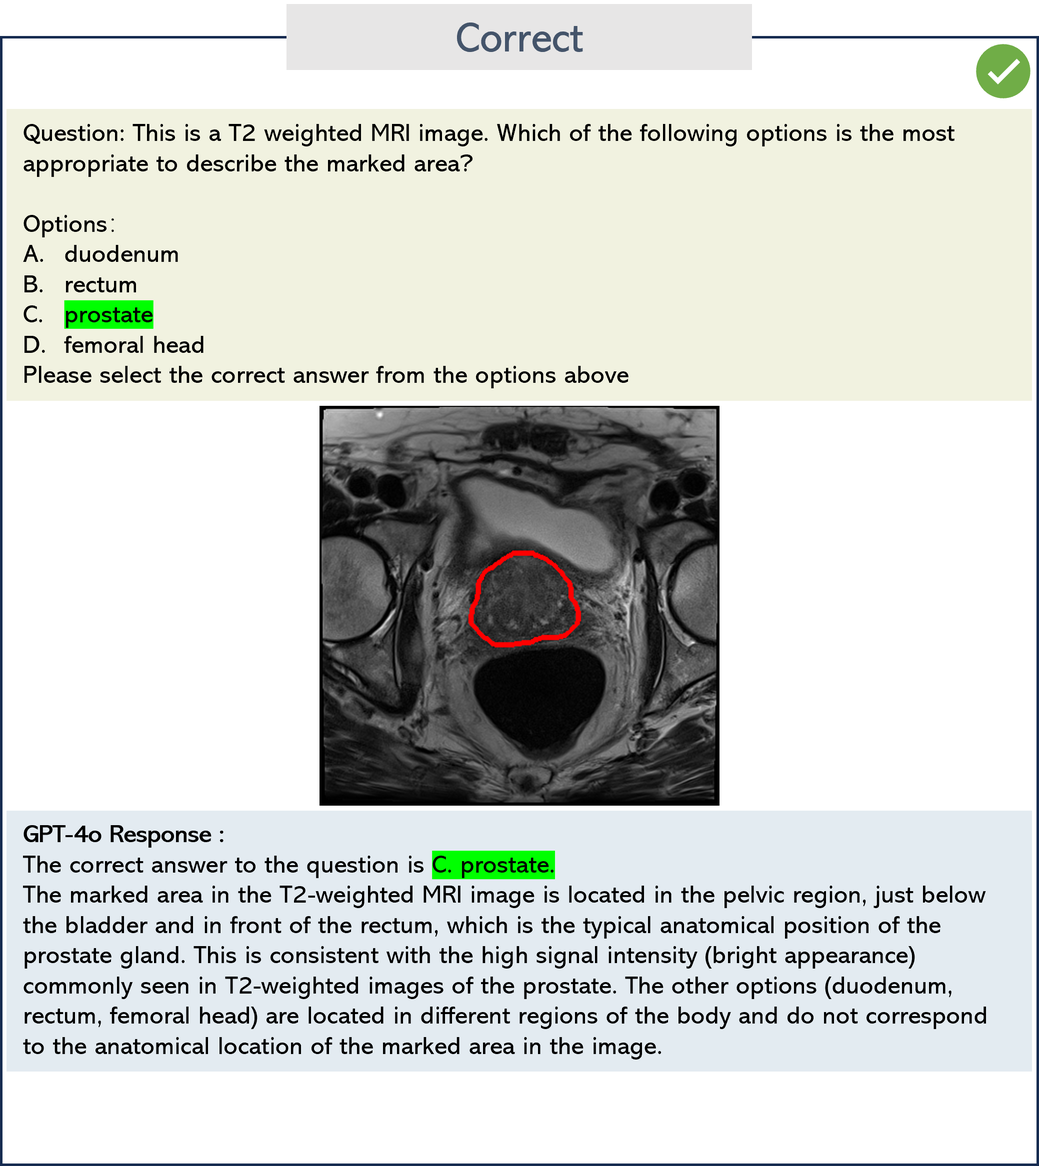 Correct
Question: This is a T2 weighted MRI image. Which of the following options is the most
appropriate to describe the marked area?
Options:
A. duodenum
B. rectum
C. prostate
D. femoral head
Please select the correct answer from the options above
GPT-4o Response :
The correct answer to the question is C. prostate.
The marked area in the T2-weighted MRI image is located in the pelvic region, just below
the bladder and in front of the rectum, which is the typical anatomical position of the
prostate gland. This is consistent with the high signal intensity (bright appearance)
commonly seen in T2-weighted images of the prostate. The other options (duodenum,
rectum, femoral head) are located in different regions of the body and do not correspond
to the anatomical location of the marked area in the image.